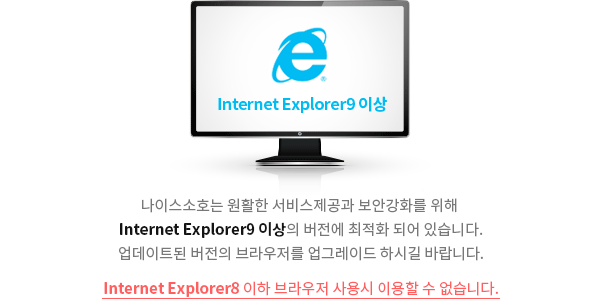 Internet Explorer9 이상
나이스소호는 원활한 서비스제공과 보안강화를 위해
Internet Explorer9 이상의 버전에 최적화 되어 있습니다.
업데이트된 버전의 브라우저를 업그레이드 하시길 바랍니다.
Internet Explorer8 이하 브라우저 사용시 이용할 수 없습니다.